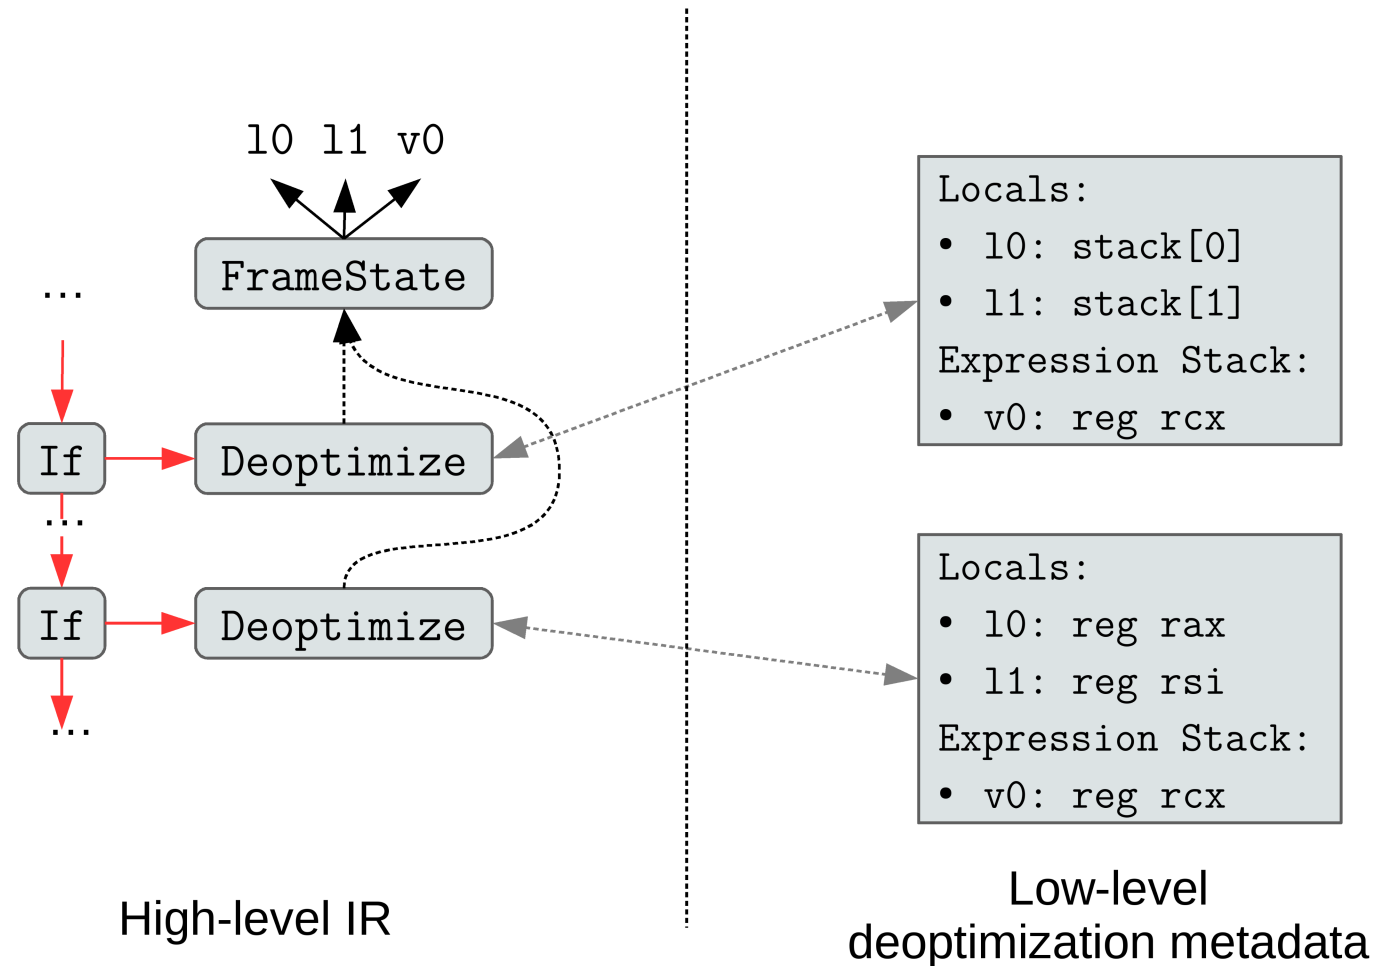 l0 l1 v0
FrameState
...
If
Deoptimize
...
If
Deoptimize
...
High-level IR
Locals:
• l0: stack[0]
• l1: stack[1]
Expression Stack:
• v0: reg rcx
Locals:
• l0: reg rax
• l1: reg rsi
Expression Stack:
• v0: reg rcx
Low-level
deoptimization metadata